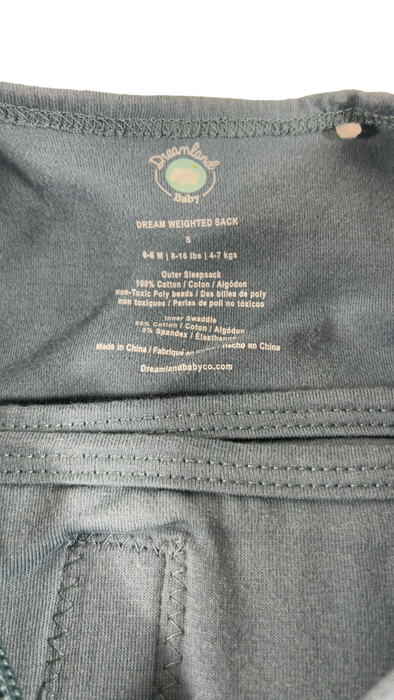 Dreamland
Baby
DREAM WEIGHTED SACK
S
0-6 M | 8-16 lbs | 4-7 kgs
Outer Sleepsack
100% Cotton / Coton / Algodón
Non-Toxic Poly beads / Des billes de poly
non toxiques / Perlas de poli no tóxicos
Inner Swaddle
Cotton / Coton / Algodón
5% Spandex / Élasthanne
Made in China / Fabriqué en Hecho en China
Dreamlandbabyco.com